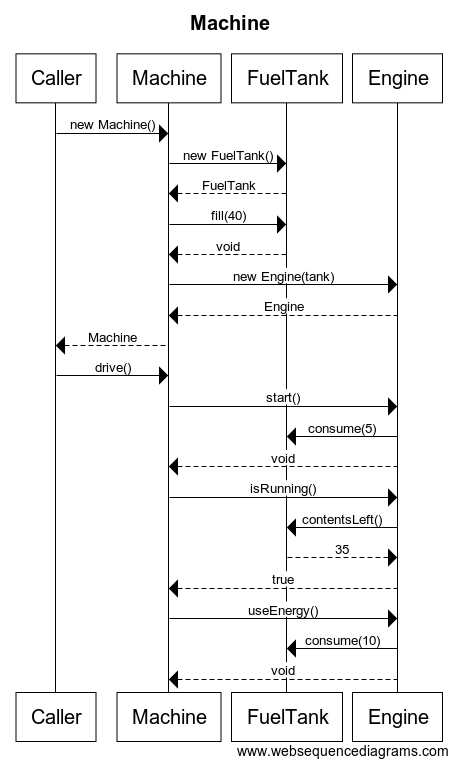 Machine
Caller Machine FuelTank Engine
new Machine()
new FuelTank()
FuelTank
fill(40)
void
new Engine(tank)
Engine
Machine
drive()
start()
consume(5)
void
isRunning()
contentsLeft()
35
true
useEnergy()
consume(10)
void
Caller Machine FuelTank Engine
www.websequencediagrams.com